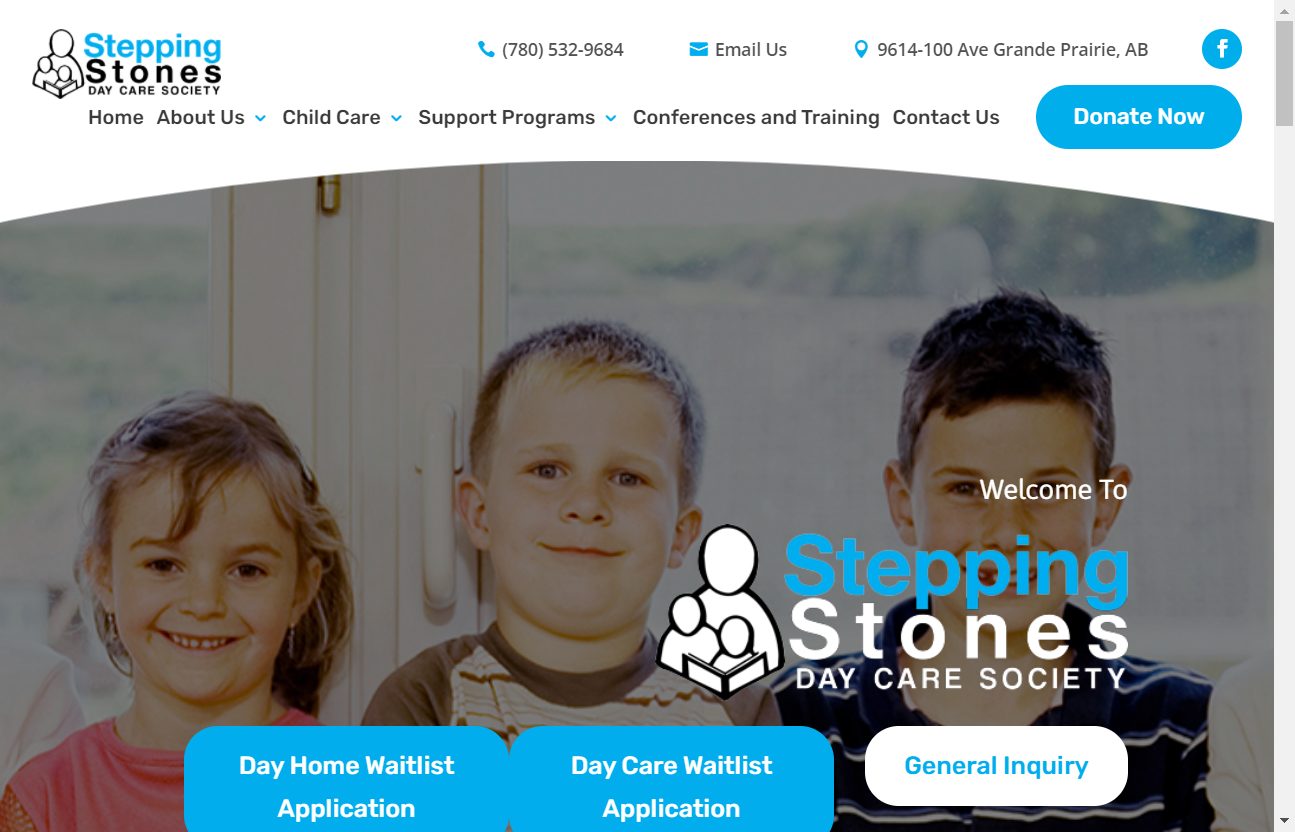 Stepping
Stones
DAY CARE SOCIETY
(780) 532-9684
Email Us
9614-100 Ave Grande Prairie, AB
Home
About Us
Child Care
Support Programs
Conferences and Training
Contact Us
Donate Now
Welcome To
Stepping
Stones
DAY CARE SOCIETY
Day Home Waitlist
Application
Day Care Waitlist
Application
General Inquiry